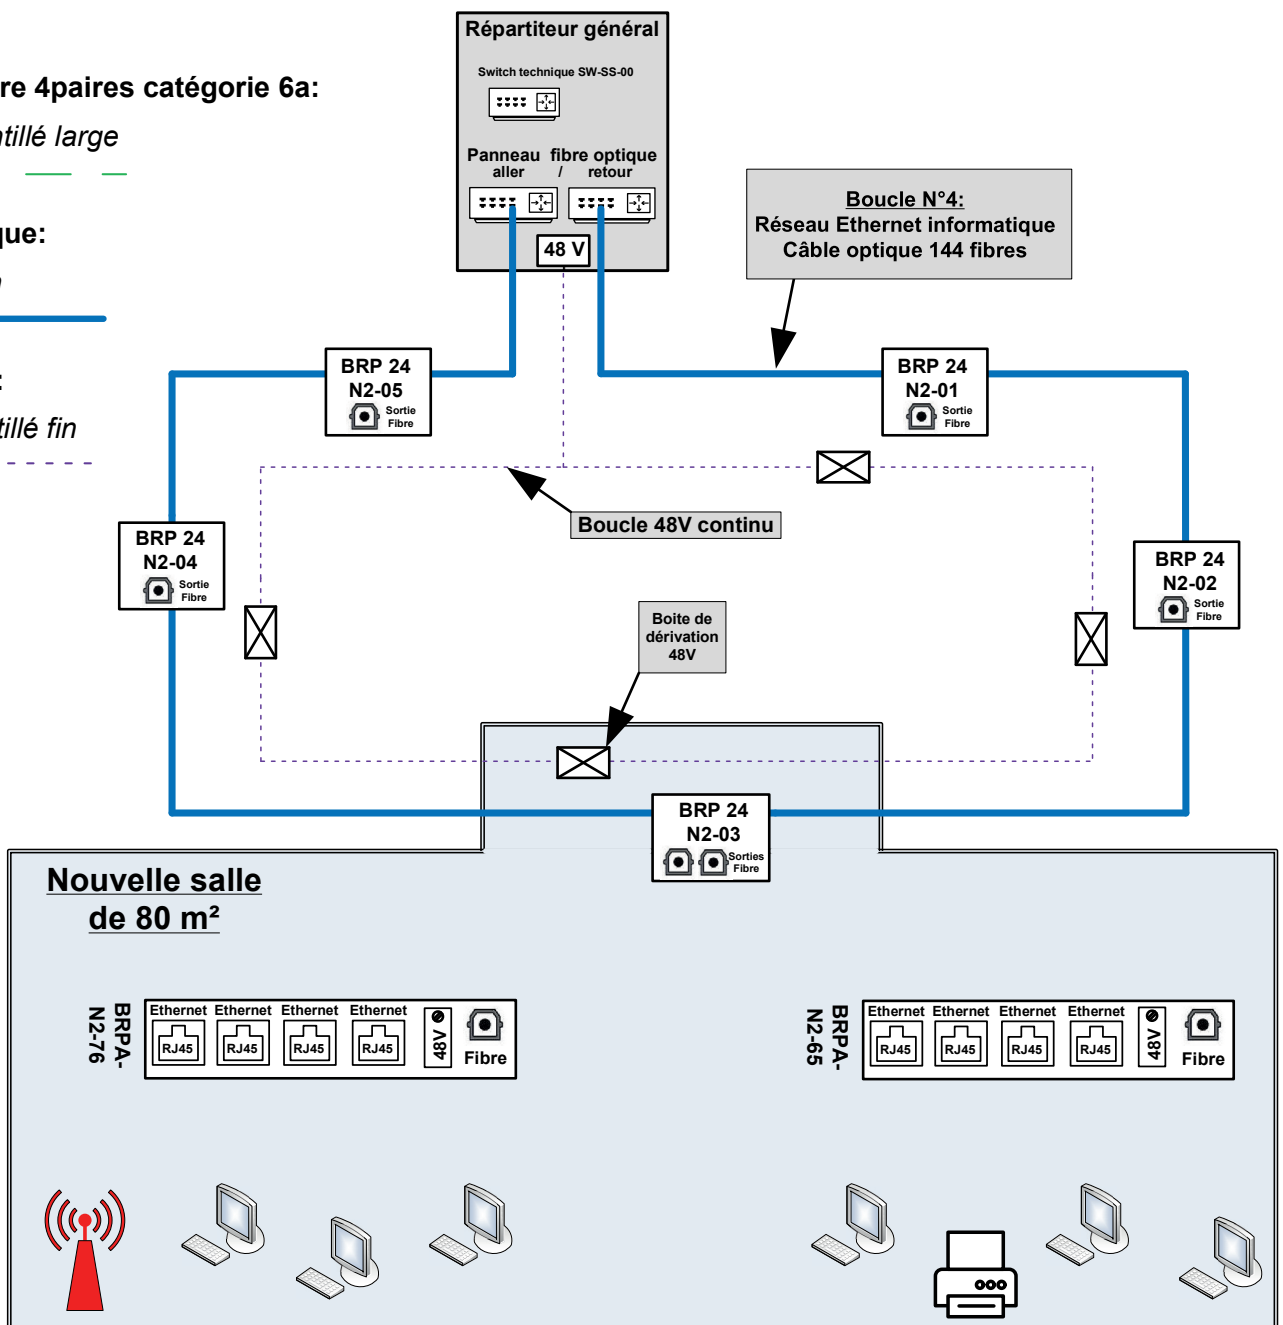 Répartiteur général
Switch technique SW-SS-00
Panneau fibre optique
aller / retour
48 V
re 4paires catégorie 6a:
ntillé large
que:
:
tillé fin
Boucle N°4:
Réseau Ethernet informatique
Câble optique 144 fibres
BRP 24
N2-05
Sortie
Fibre
BRP 24
N2-01
Sortie
Fibre
Boucle 48V continu
BRP 24
N2-04
Sortie
Fibre
BRP 24
N2-02
Sortie
Fibre
Boite de
dérivation
48V
BRP 24
N2-03
Sorties
Fibre
Nouvelle salle
de 80 m²
BRPA-
N2-76
Ethernet Ethernet Ethernet Ethernet
RJ45 RJ45 RJ45 RJ45
48V
Fibre
BRPA-
N2-65
Ethernet Ethernet Ethernet Ethernet
RJ45 RJ45 RJ45 RJ45
48V
Fibre